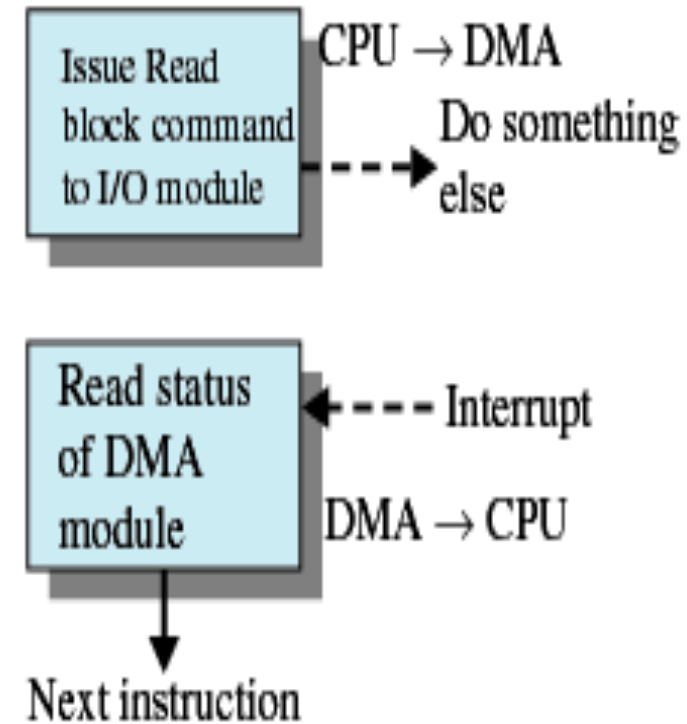 Issue Read
block command
to I/O module
CPU → DMA
Do something
else
Read status
of DMA
module
Interrupt
DMA → CPU
Next instruction